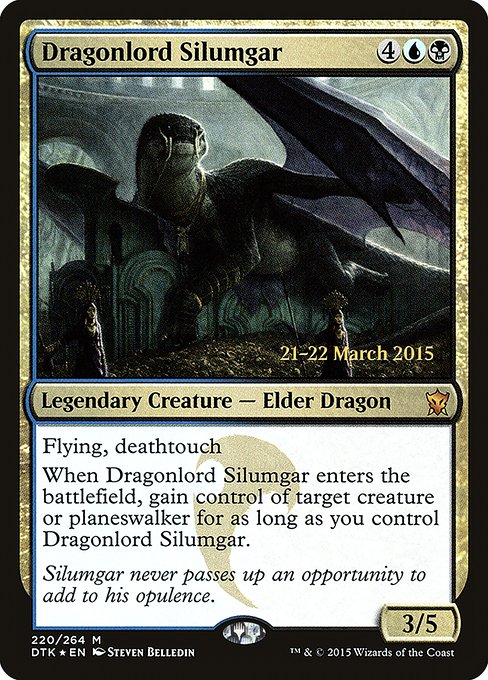 Dragonlord Silumgar 4
21-22 March 2015
Legendary Creature — Elder Dragon
Flying, deathtouch
When Dragonlord Silumgar enters the
battlefield, gain control of target creature
or planeswalker for as long as you control
Dragonlord Silumgar.
Silumgar never passes up an opportunity to
add to his opulence.
3/5
220/264 M
DTK ★ EN Steven Belledin
™ & © 2015 Wizards of the Coast